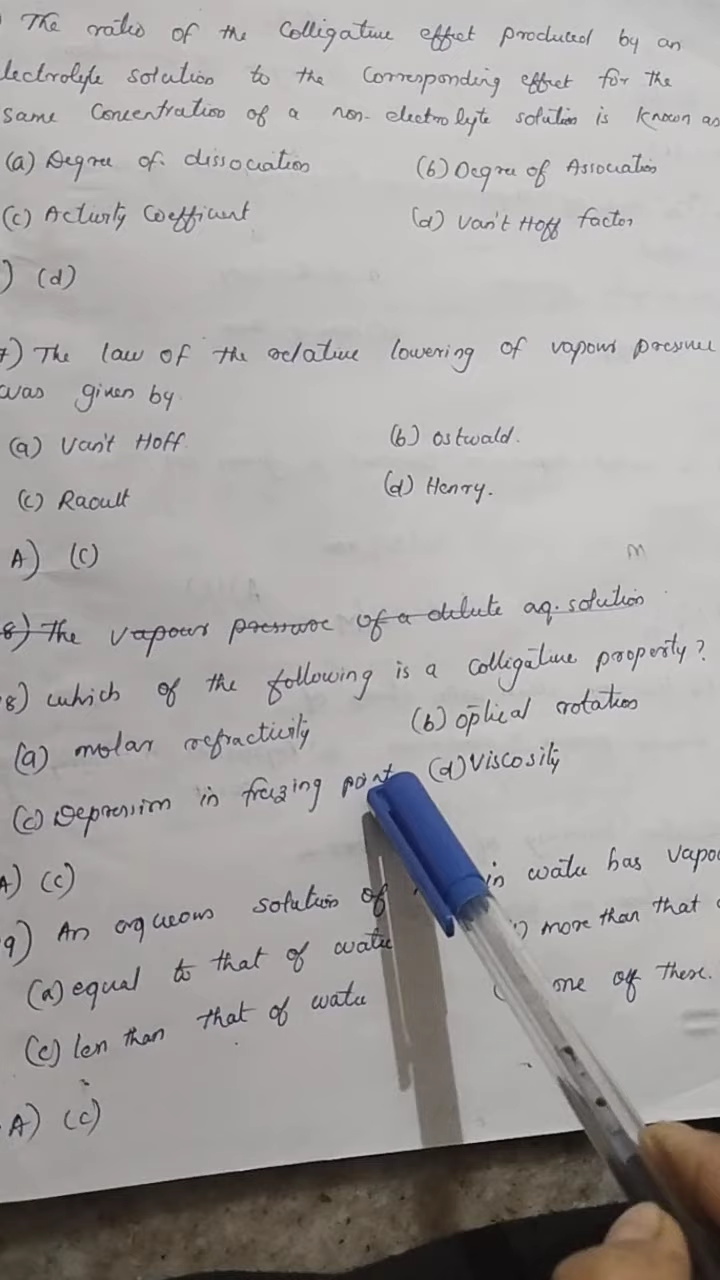 The ratio of the Colligative effect produced by an
lectrolyte solution to the Corresponding effect for the
same Concentration of a non-electrolyte solution is known as
(a) Degree of dissociation (b) Degree of Association
(c) Activity Coefficient (d) Van't Hoff factor
) (d)
7) The law of the relative lowering of vapour pressure
was given by
(a) Van't Hoff (b) Ostwald.
(c) Raoult (d) Henry.
A) (c)
m
8) The vapour pressure of a dilute aq. solution
8) which of the following is a colligative property?
(a) molar refractivity (b) optical rotation
(c) Depression in freezing point (d) Viscosity
A) (c)
9) An aqueous solution of in water has vapo
(a) equal to that of water ) more than that
(c) less than that of water one of these.
A) (c)